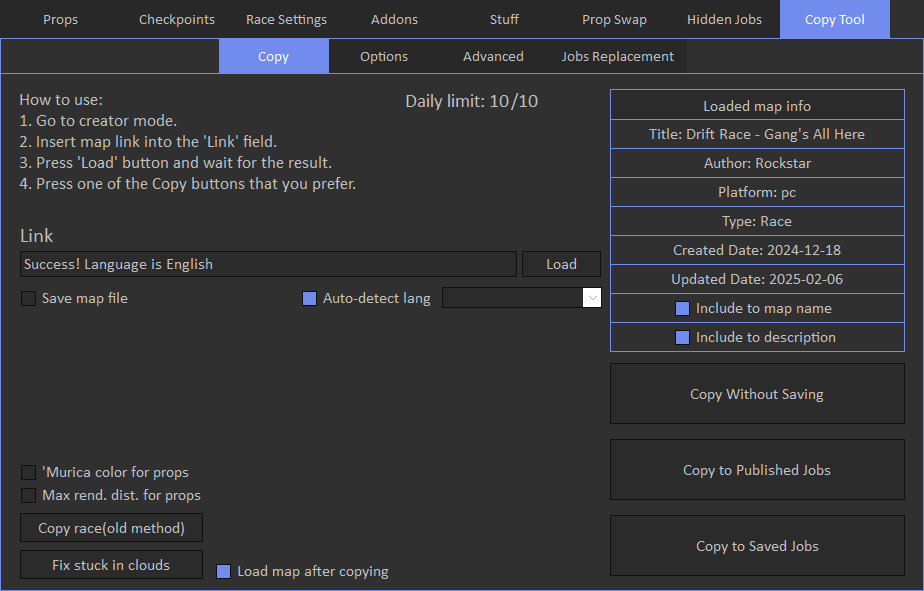 Props Checkpoints Race Settings Addons Stuff Prop Swap Hidden Jobs Copy Tool
Copy Options Advanced Jobs Replacement
How to use:
1. Go to creator mode.
2. Insert map link into the 'Link' field.
3. Press 'Load' button and wait for the result.
4. Press one of the Copy buttons that you prefer.
Daily limit: 10/10
Link
Success! Language is English
Load
Save map file
Auto-detect lang
'Murica color for props
Max rend. dist. for props
Copy race(old method)
Fix stuck in clouds
Load map after copying
Loaded map info
Title: Drift Race - Gang's All Here
Author: Rockstar
Platform: pc
Type: Race
Created Date: 2024-12-18
Updated Date: 2025-02-06
Include to map name
Include to description
Copy Without Saving
Copy to Published Jobs
Copy to Saved Jobs